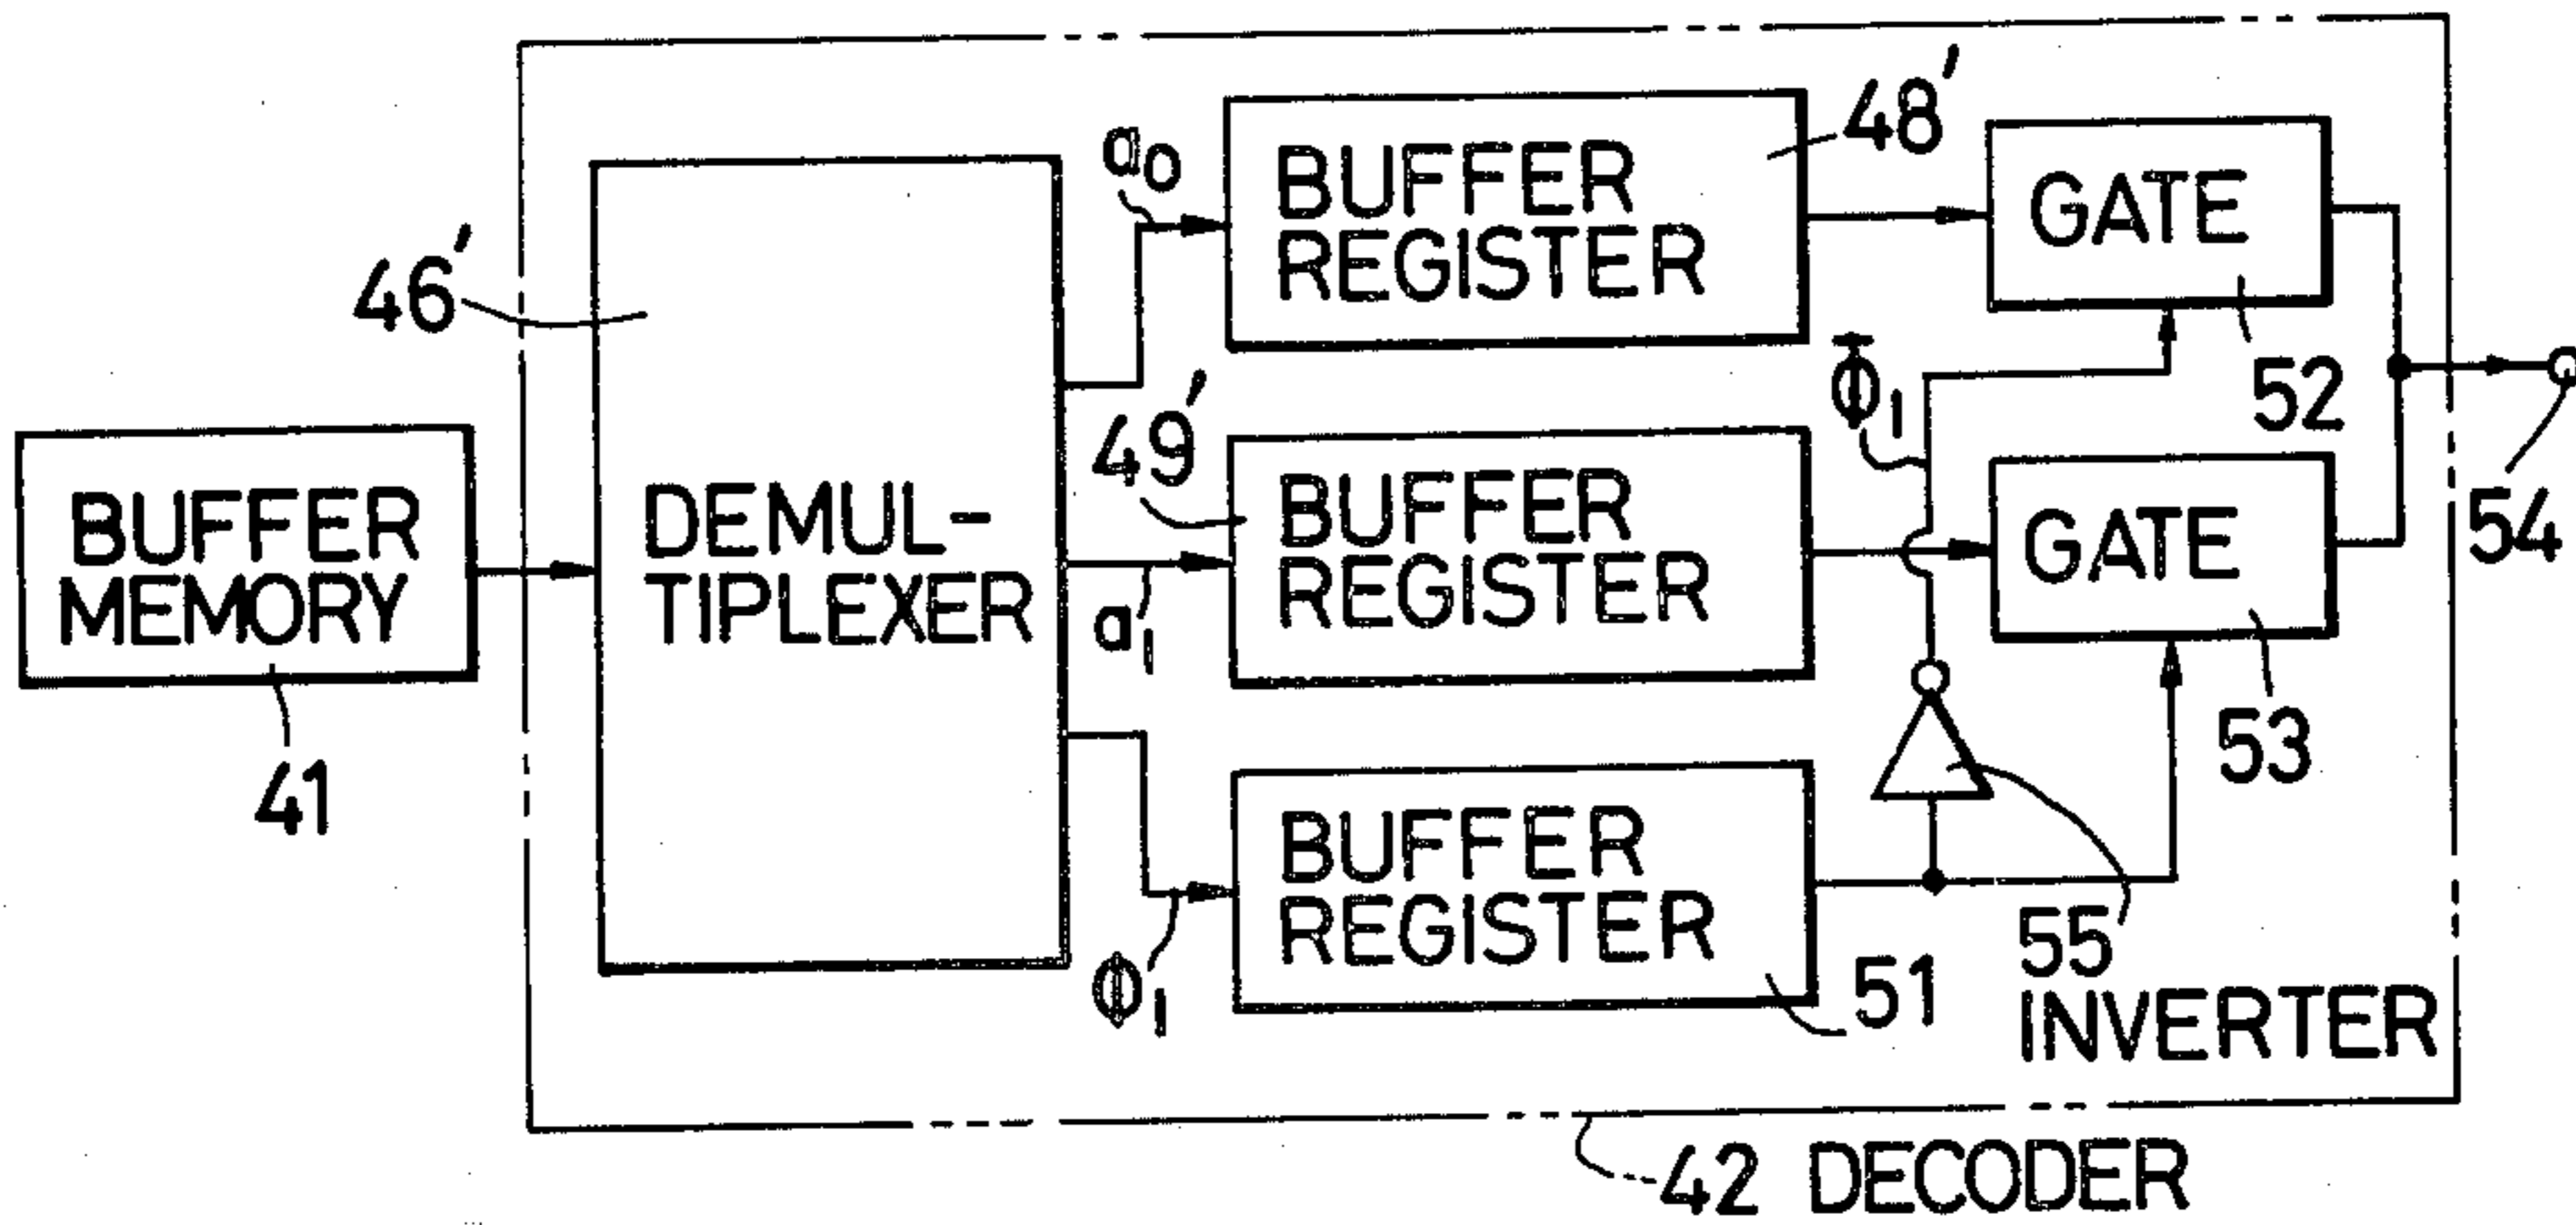 BUFFER
MEMORY
41
46'
DEMUL-
TIPLEXER
a0
BUFFER
REGISTER
48'
49'
a1
BUFFER
REGISTER
ϕ1
BUFFER
REGISTER
51
ϕ̅1
GATE
52
GATE
53
54
55
INVERTER
42 DECODER